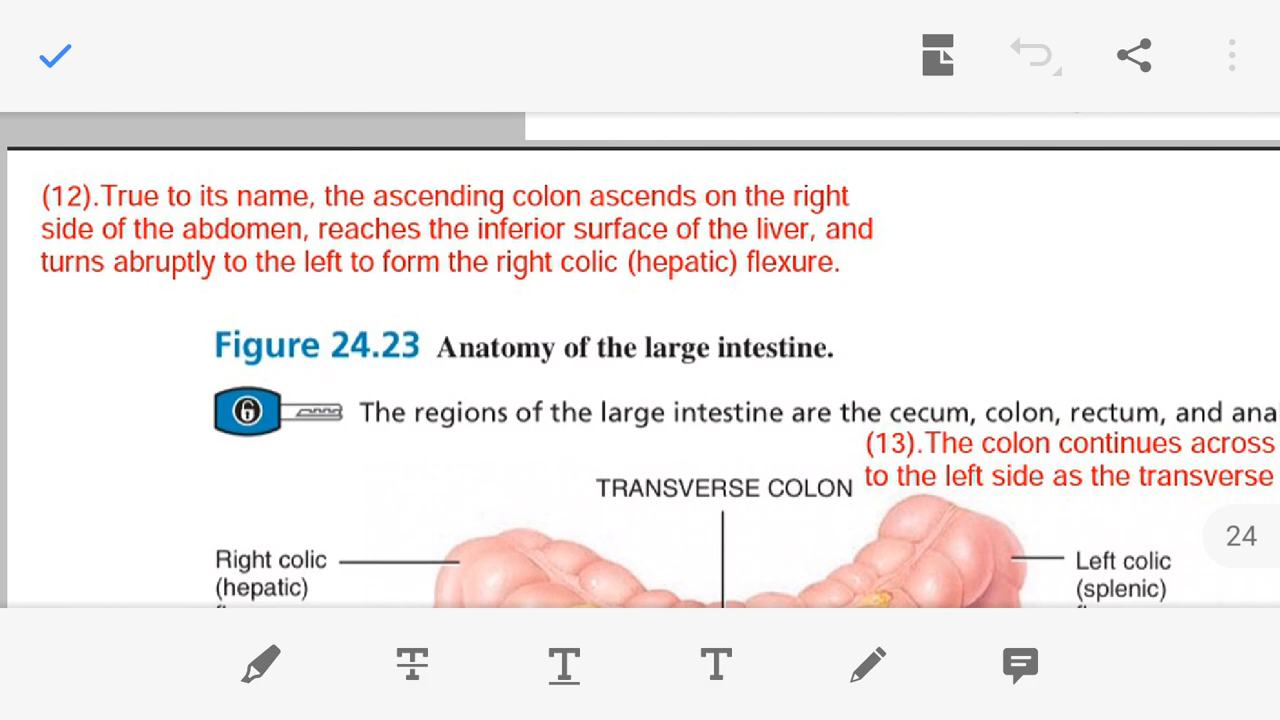 (12).True to its name, the ascending colon ascends on the right
side of the abdomen, reaches the inferior surface of the liver, and
turns abruptly to the left to form the right colic (hepatic) flexure.
Figure 24.23 Anatomy of the large intestine.
The regions of the large intestine are the cecum, colon, rectum, and anal
(13).The colon continues across
to the left side as the transverse
TRANSVERSE COLON
24
Right colic
(hepatic)
Left colic
(splenic)
T
T
T